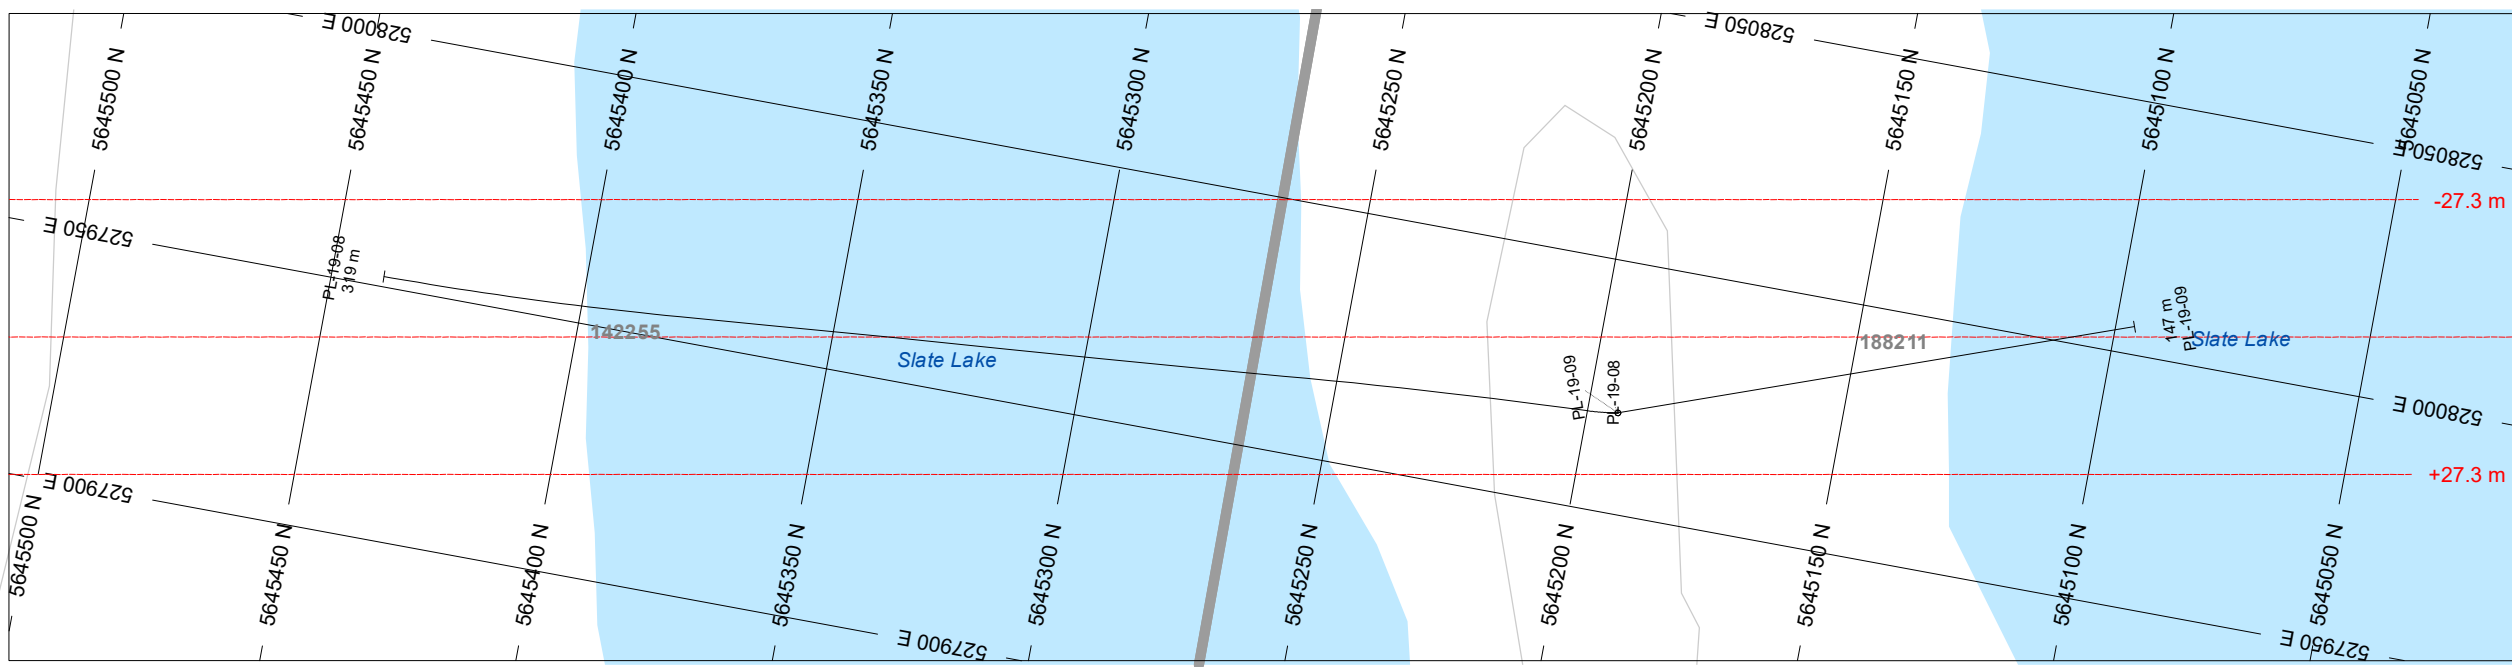 528000 E
528050 E
5645500 N
5645450 N
5645400 N
5645350 N
5645300 N
5645250 N
5645200 N
5645150 N
5645100 N
5645050 N
528050 E
-27.3 m
527950 E
PL-19-08
319 m
142255
Slate Lake
188211
147 m
PL-19-09
Slate Lake
PL-19-09
PL-19-08
528000 E
+27.3 m
527900 E
5645500 N
5645450 N
5645400 N
5645350 N
5645300 N
5645250 N
5645200 N
5645150 N
5645100 N
5645050 N
527900 E
527950 E